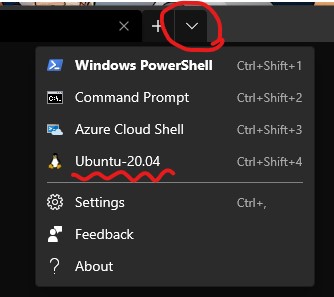 Windows PowerShell Ctrl+Shift+1
Command Prompt Ctrl+Shift+2
Azure Cloud Shell Ctrl+Shift+3
Ubuntu-20.04 Ctrl+Shift+4
Settings Ctrl+,
Feedback
About